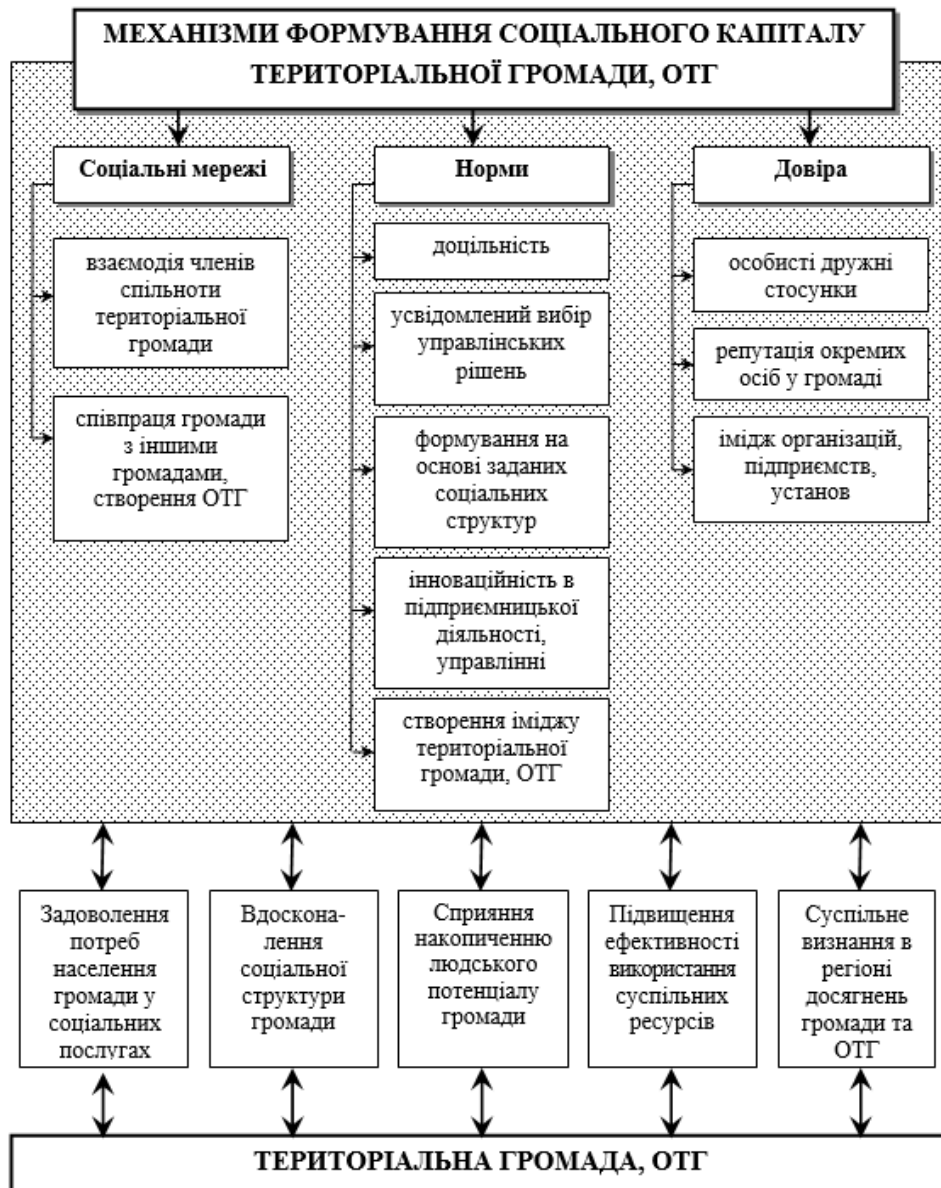 МЕХАНІЗМИ ФОРМУВАННЯ СОЦІАЛЬНОГО КАПІТАЛУ
ТЕРИТОРІАЛЬНОЇ ГРОМАДИ, ОТГ
Соціальні мережі
взаємодія членів
спільноти
територіальної
громади
співпраця громади
з іншими
громадами,
створення ОТГ
Норми
доцільність
усвідомлений вибір
управлінських
рішень
формування на
основі заданих
соціальних
структур
інноваційність в
підприємницької
діяльності,
управлінні
створення іміджу
територіальної
громади, ОТГ
Довіра
особисті дружні
стосунки
репутація окремих
осіб у громаді
імідж організацій,
підприємств,
установ
Задоволення
потреб
населення
громади у
соціальних
послугах
Вдоскона-
лення
соціальної
структури
громади
Сприяння
накопиченню
людського
потенціалу
громади
Підвищення
ефективності
використання
суспільних
ресурсів
Суспільне
визнання в
регіоні
досягнень
громади та
ОТГ
ТЕРИТОРІАЛЬНА ГРОМАДА, ОТГ